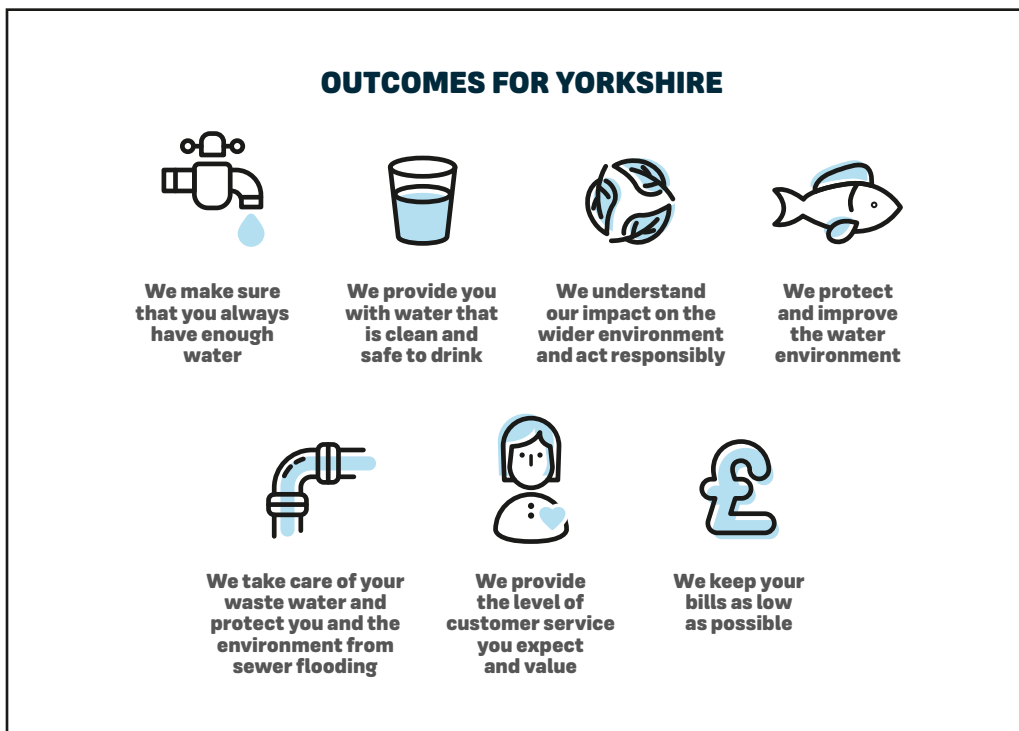 OUTCOMES FOR YORKSHIRE
We make sure
that you always
have enough
water
We provide you
with water that
is clean and
safe to drink
We understand
our impact on the
wider environment
and act responsibly
We protect
and improve
the water
environment
We take care of your
waste water and
protect you and the
environment from
sewer flooding
We provide
the level of
customer service
you expect
and value
We keep your
bills as low
as possible